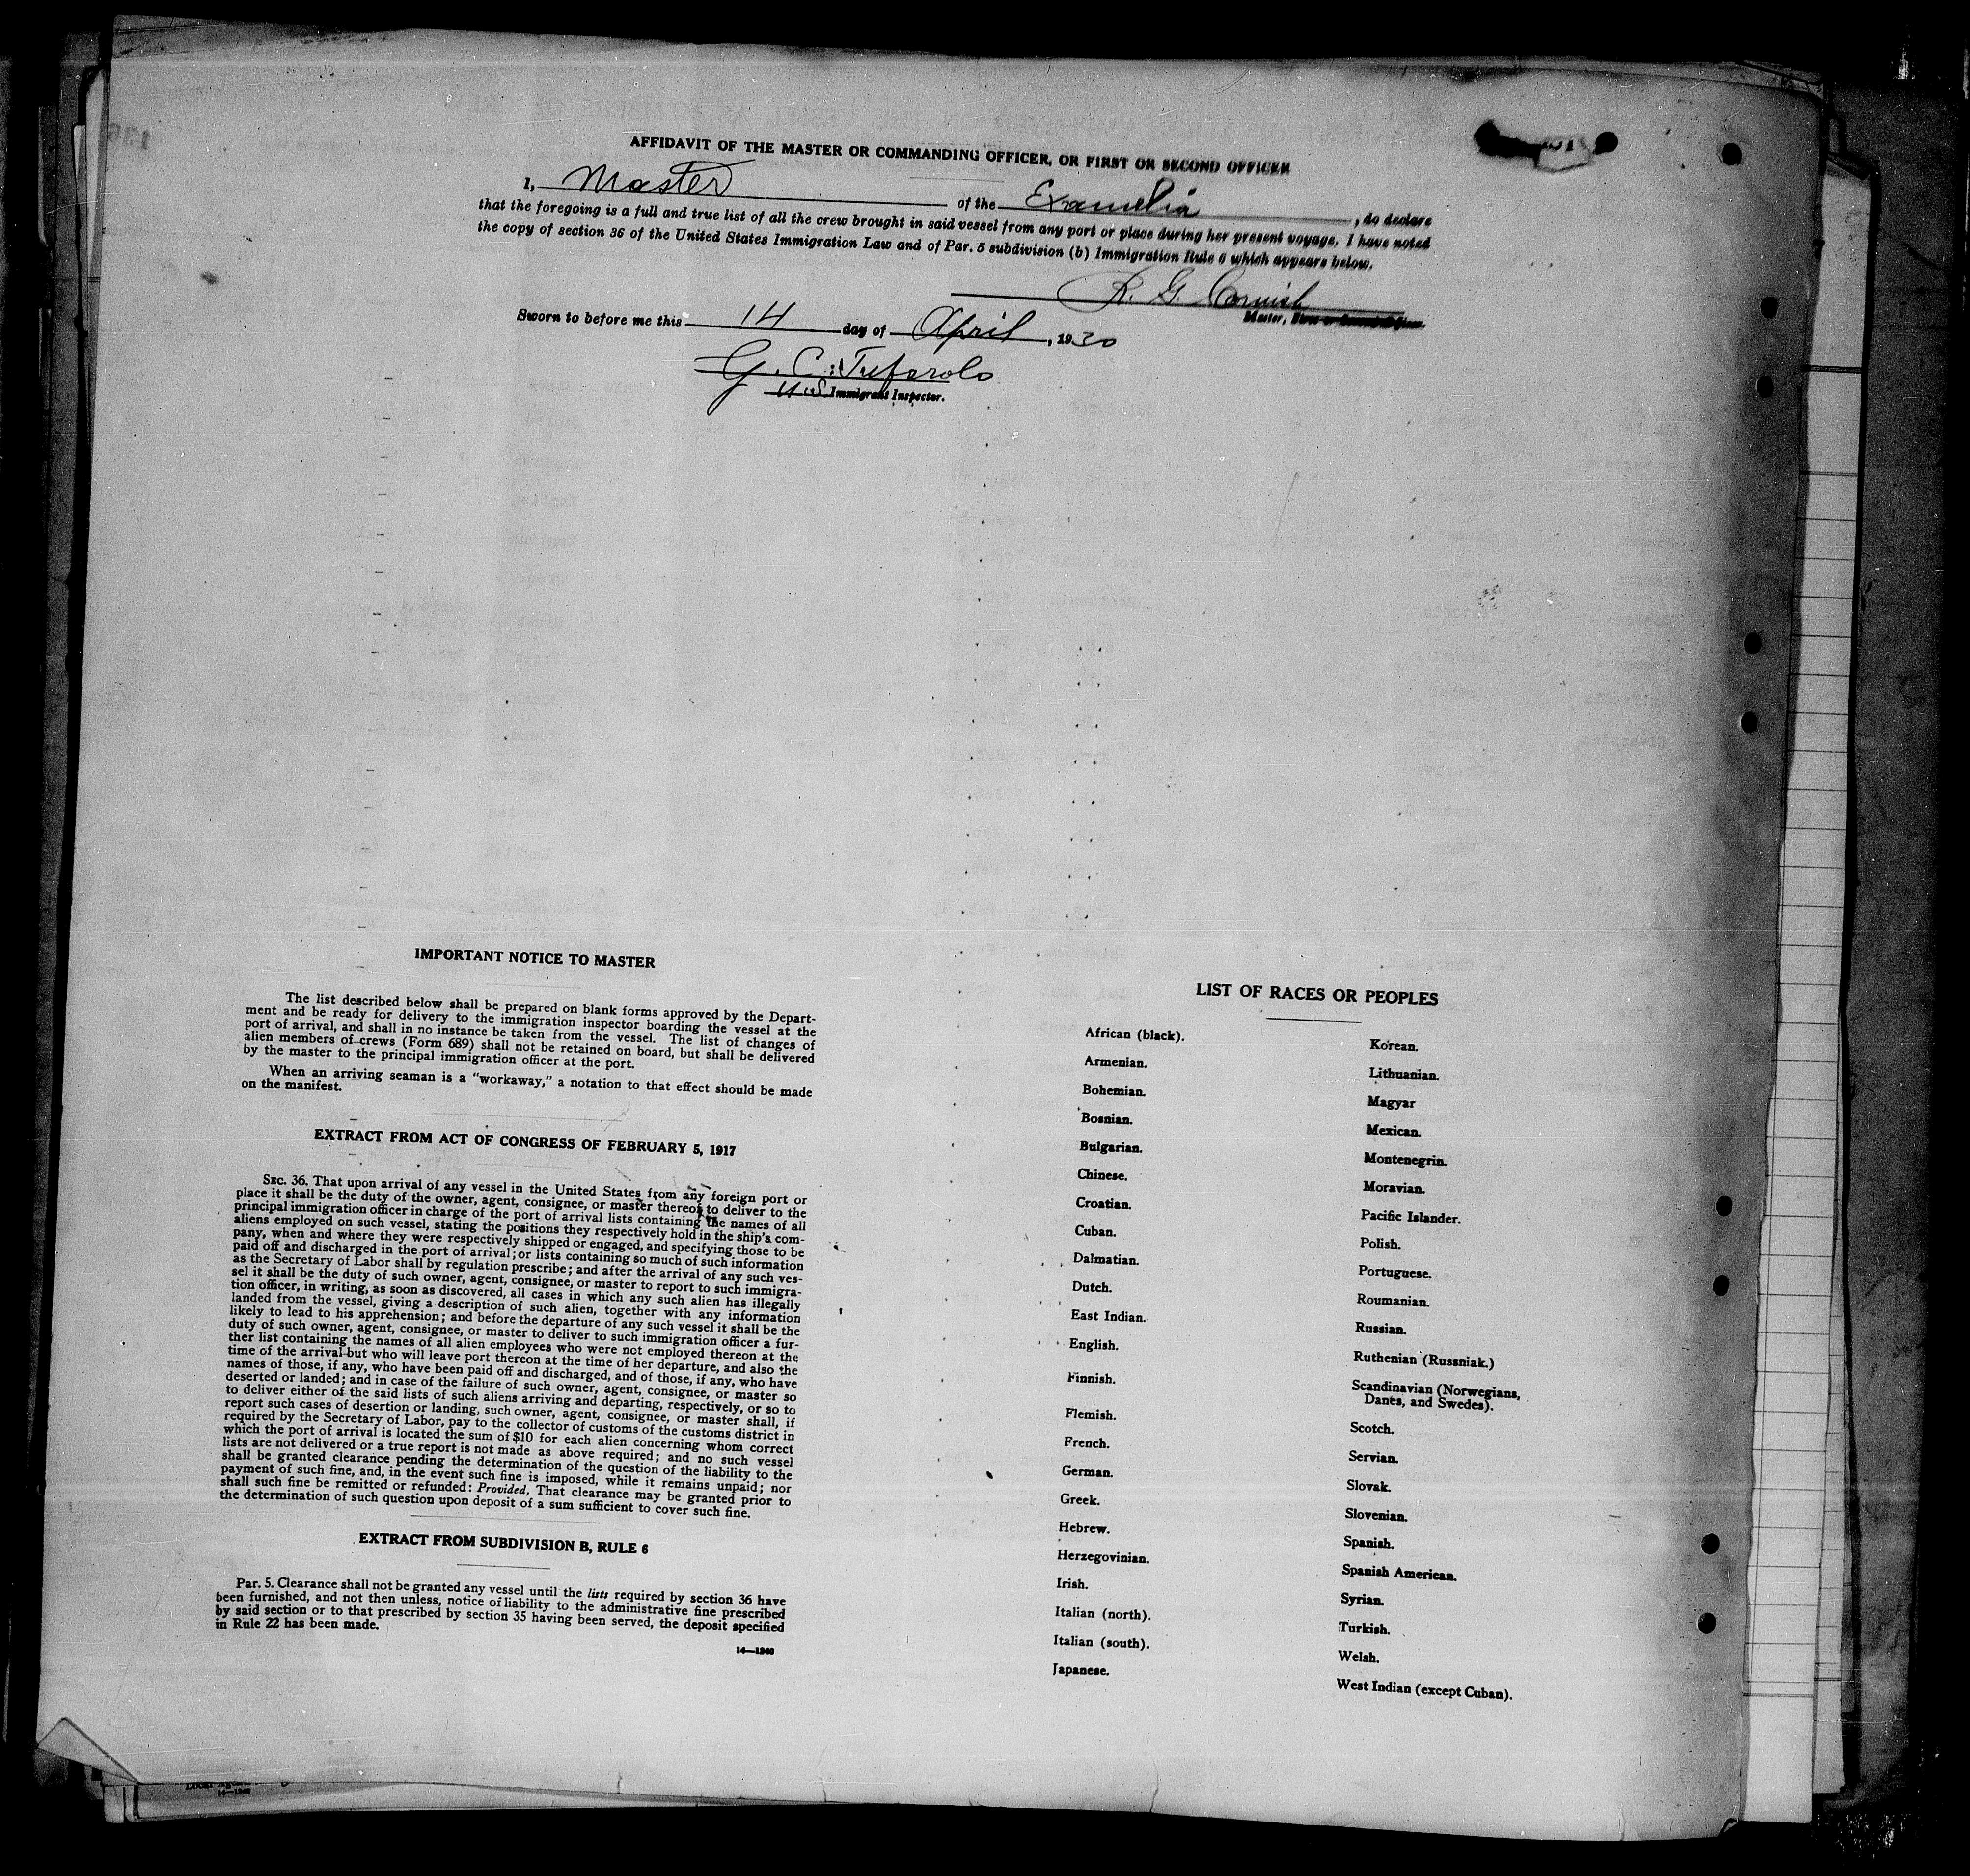 AFFIDAVIT OF THE MASTER OR COMMANDING OFFICER, OR FIRST OR SECOND OFFICER
I, Master of the Examelia, do declare
that the foregoing is a full and true list of all the crew brought in said vessel from any port or place during her present voyage. I have noted
the copy of section 36 of the United States Immigration Law and of Par. 5 subdivision (b) Immigration Rule 6 which appears below.
R. G. Cornish
Master, First or Second Officer.
Sworn to before me this 14 day of April, 1930
G. C.
U.S. Immigrant Inspector.
IMPORTANT NOTICE TO MASTER
The list described below shall be prepared on blank forms approved by the Depart-
ment and be ready for delivery to the immigration inspector boarding the vessel at the
port of arrival, and shall in no instance be taken from the vessel. The list of changes of
alien members of crews (Form 689) shall not be retained on board, but shall be delivered
by the master to the principal immigration officer at the port.
When an arriving seaman is a "workaway," a notation to that effect should be made
on the manifest.
EXTRACT FROM ACT OF CONGRESS OF FEBRUARY 5, 1917
SEC. 36. That upon arrival of any vessel in the United States from any foreign port or
place it shall be the duty of the owner, agent, consignee, or master thereof to deliver to the
principal immigration officer in charge of the port of arrival lists containing the names of all
aliens employed on such vessel, stating the positions they respectively hold in the ship's com-
pany, when and where they were respectively shipped or engaged, and specifying those to be
paid off and discharged in the port of arrival; or lists containing so much of such information
as the Secretary of Labor shall by regulation prescribe; and after the arrival of any such ves-
sel it shall be the duty of such owner, agent, consignee, or master to report to such immigra-
tion officer, in writing, as soon as discovered, all cases in which any such alien has illegally
landed from the vessel, giving a description of such alien, together with any information
likely to lead to his apprehension; and before the departure of any such vessel it shall be the
duty of such owner, agent, consignee, or master to deliver to such immigration officer a fur-
ther list containing the names of all alien employees who were not employed thereon at the
time of the arrival but who will leave port thereon at the time of her departure, and also the
names of those, if any, who have been paid off and discharged, and of those, if any, who have
deserted or landed; and in case of the failure of such owner, agent, consignee, or master so
to deliver either of the said lists of such aliens arriving and departing, respectively, or so to
report such cases of desertion or landing, such owner, agent, consignee, or master shall, if
required by the Secretary of Labor, pay to the collector of customs of the customs district in
which the port of arrival is located the sum of $10 for each alien concerning whom correct
lists are not delivered or a true report is not made as above required; and no such vessel
shall be granted clearance pending the determination of the question of the liability to the
payment of such fine, and, in the event such fine is imposed, while it remains unpaid; nor
shall such fine be remitted or refunded: Provided, That clearance may be granted prior to
the determination of such question upon deposit of a sum sufficient to cover such fine.
EXTRACT FROM SUBDIVISION B, RULE 6
Par. 5. Clearance shall not be granted any vessel until the lists required by section 36 have
been furnished, and not then unless, notice of liability to the administrative fine prescribed
by said section or to that prescribed by section 35 having been served, the deposit specified
in Rule 22 has been made.
14—1240
LIST OF RACES OR PEOPLES
African (black).
Armenian.
Bohemian.
Bosnian.
Bulgarian.
Chinese.
Croatian.
Cuban.
Dalmatian.
Dutch.
East Indian.
English.
Finnish.
Flemish.
French.
German.
Greek.
Hebrew.
Herzegovinian.
Irish.
Italian (north).
Italian (south).
Japanese.
Korean.
Lithuanian.
Magyar
Mexican.
Montenegrin.
Moravian.
Pacific Islander.
Polish.
Portuguese.
Roumanian.
Russian.
Ruthenian (Russniak.)
Scandinavian (Norwegians,
Danes, and Swedes).
Scotch.
Servian.
Slovak.
Slovenian.
Spanish.
Spanish American.
Syrian.
Turkish.
Welsh.
West Indian (except Cuban).
14—1240